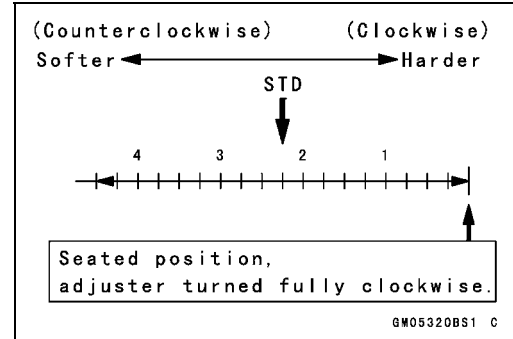 (Counterclockwise) (Clockwise)
Softer Harder
STD
4 3 2 1
Seated position,
adjuster turned fully clockwise.
GM05320BS1 C